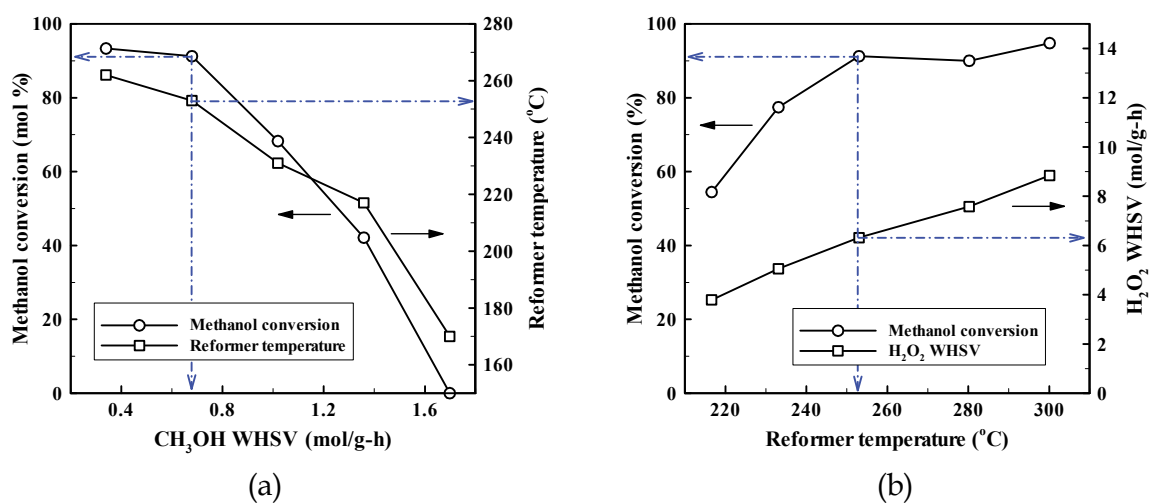 100
80
60
40
20
0
Methanol conversion (mol %)
280
260
240
220
200
180
160
Reformer temperature (°C)
Methanol conversion
Reformer temperature
0.4 0.8 1.2 1.6
CH₃OH WHSV (mol/g-h)
(a)
100
80
60
40
20
0
Methanol conversion (%)
14
12
10
8
6
4
2
0
H₂O₂ WHSV (mol/g-h)
Methanol conversion
H₂O₂ WHSV
220 240 260 280 300
Reformer temperature (°C)
(b)